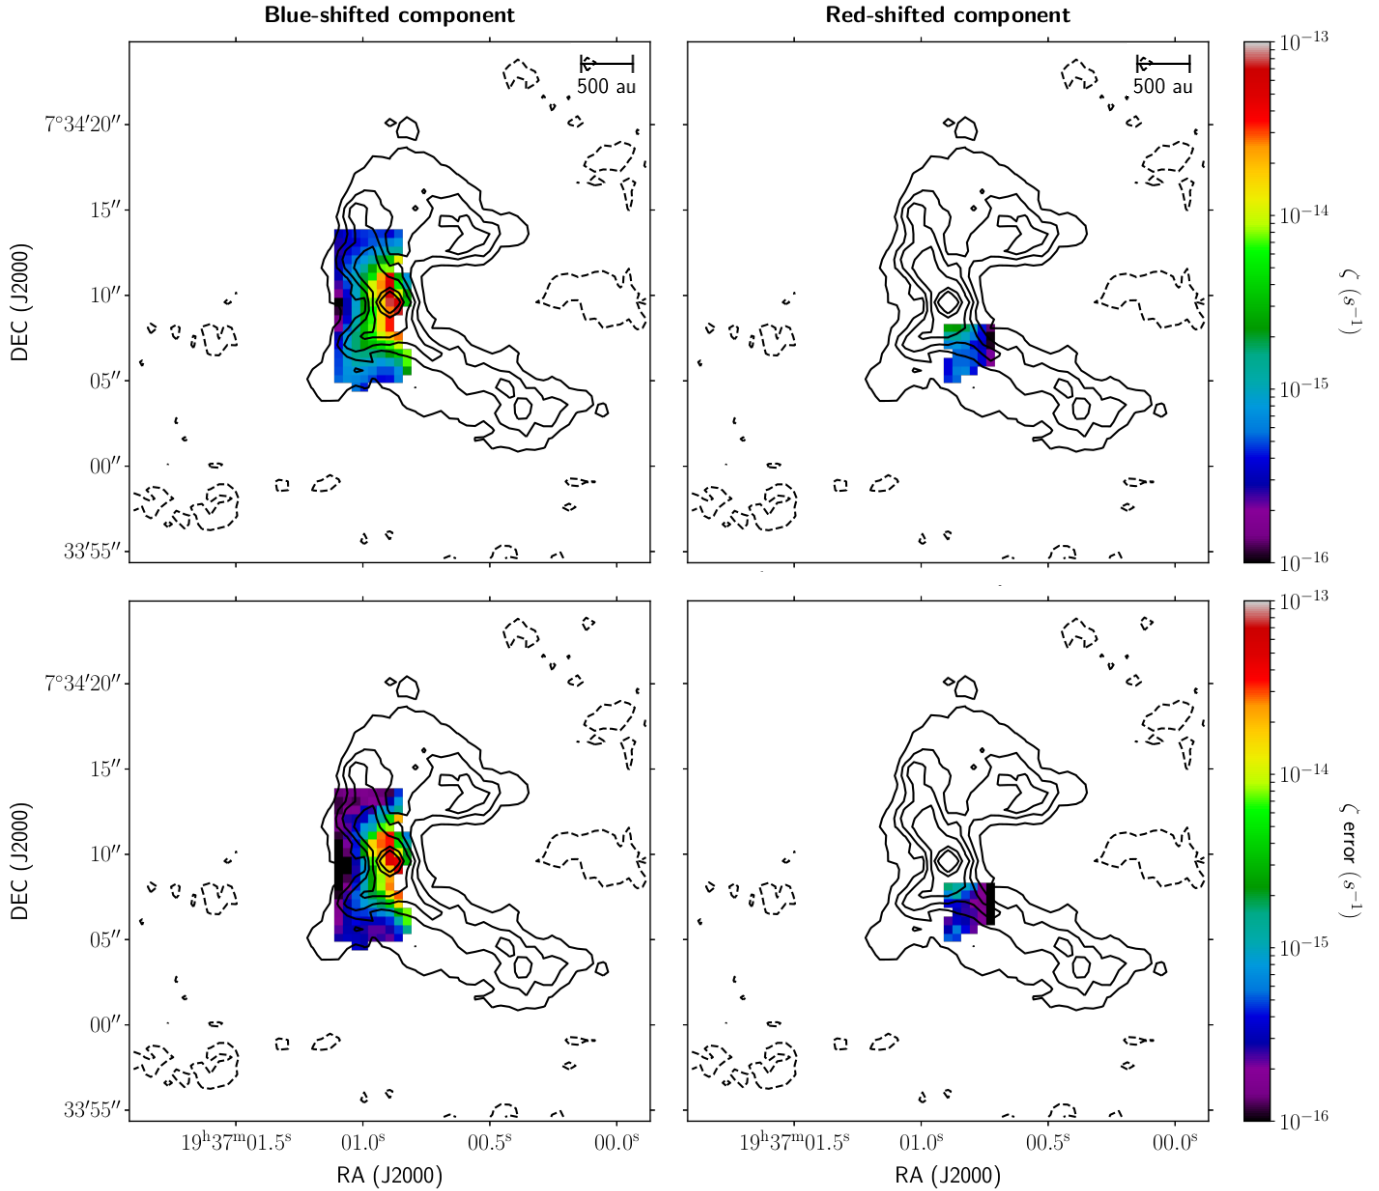 Blue-shifted component
Red-shifted component
500 au
500 au
7°34′20″
15″
10″
05″
00″
33′55″
DEC (J2000)
10⁻¹³
10⁻¹⁴
10⁻¹⁵
10⁻¹⁶
ζ (s⁻¹)
7°34′20″
15″
10″
05″
00″
33′55″
DEC (J2000)
10⁻¹³
10⁻¹⁴
10⁻¹⁵
10⁻¹⁶
ζ error (s⁻¹)
19ʰ37ᵐ01.5ˢ
01.0ˢ
00.5ˢ
00.0ˢ
19ʰ37ᵐ01.5ˢ
01.0ˢ
00.5ˢ
00.0ˢ
RA (J2000)
RA (J2000)